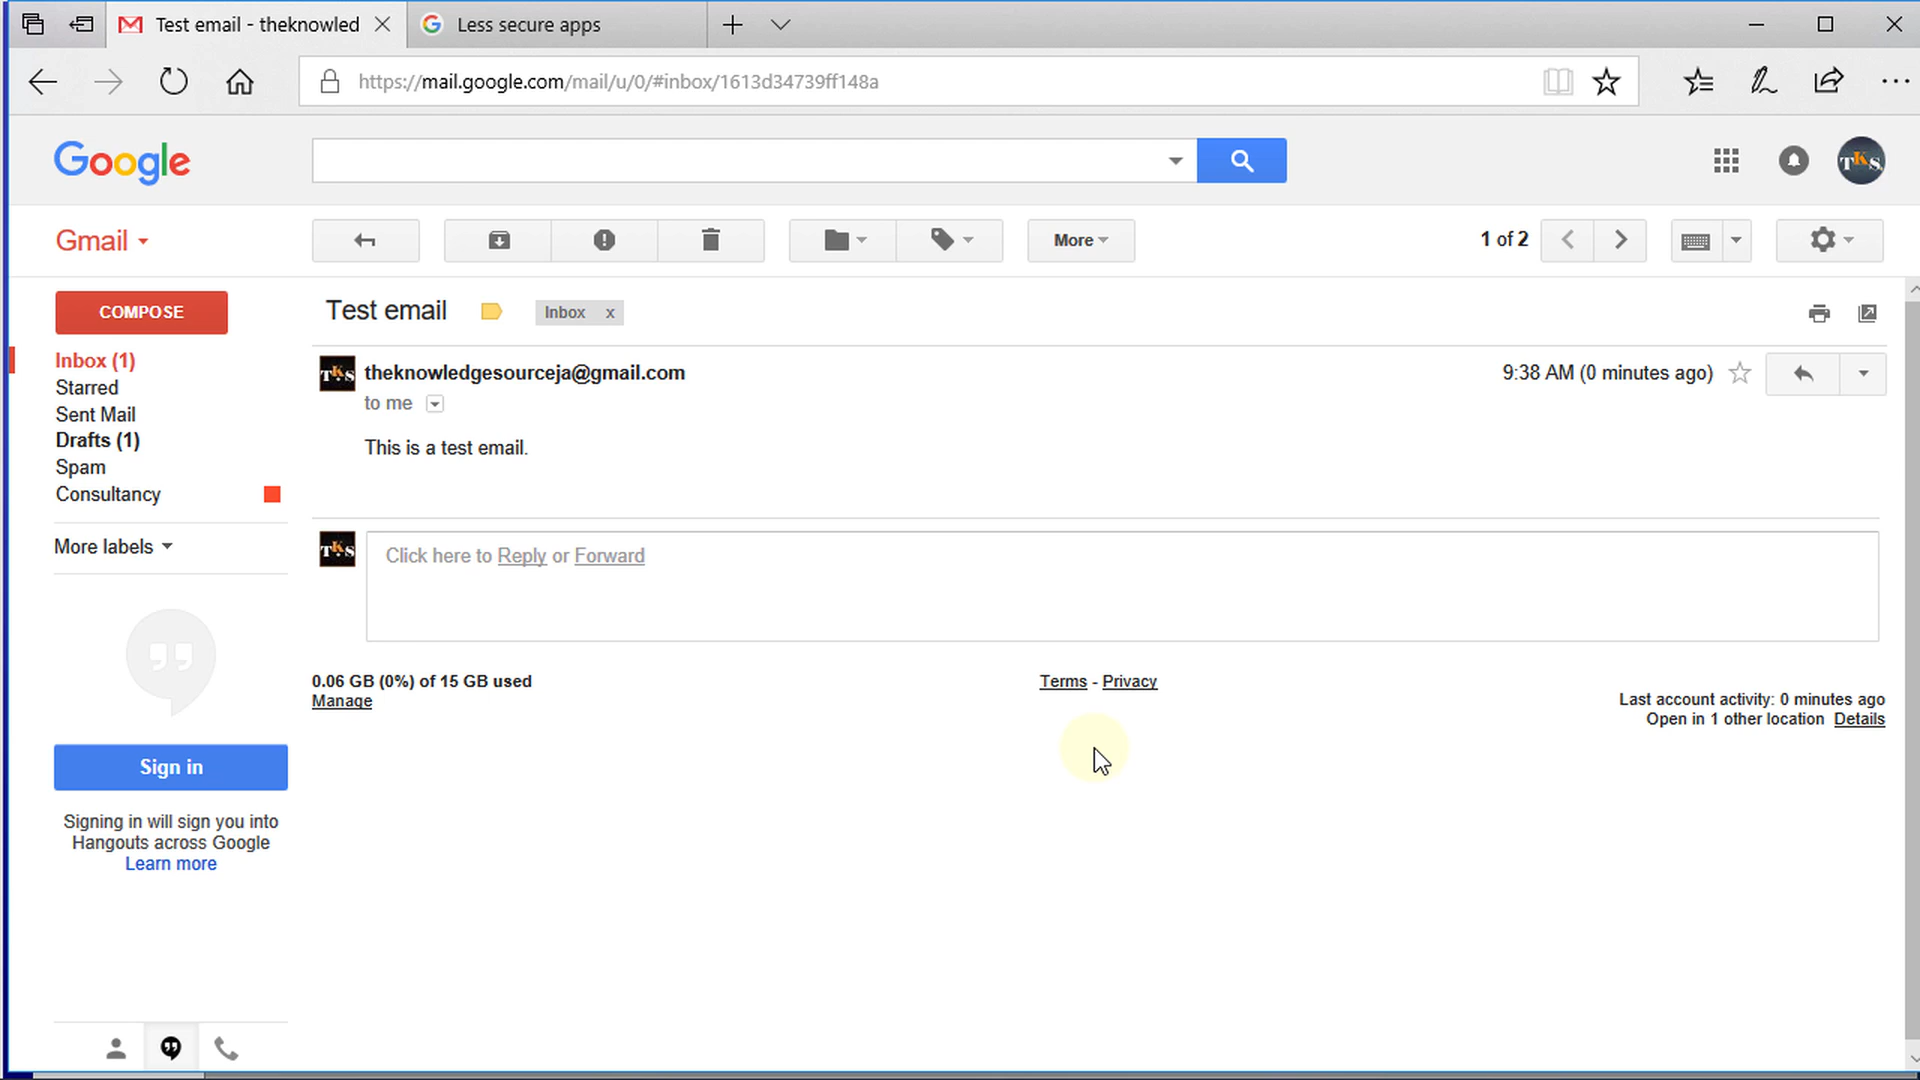 Test email - theknowled
Less secure apps
https://mail.google.com/mail/u/0/#inbox/1613d34739ff148a
Google
TKS
Gmail
More
1 of 2
COMPOSE
Test email
Inbox x
Inbox (1)
Starred
Sent Mail
Drafts (1)
Spam
Consultancy
More labels
TKS
theknowledgesourceja@gmail.com
9:38 AM (0 minutes ago)
to me
This is a test email.
TKS
Click here to Reply or Forward
0.06 GB (0%) of 15 GB used
Manage
Terms - Privacy
Last account activity: 0 minutes ago
Open in 1 other location Details
Sign in
Signing in will sign you into
Hangouts across Google
Learn more